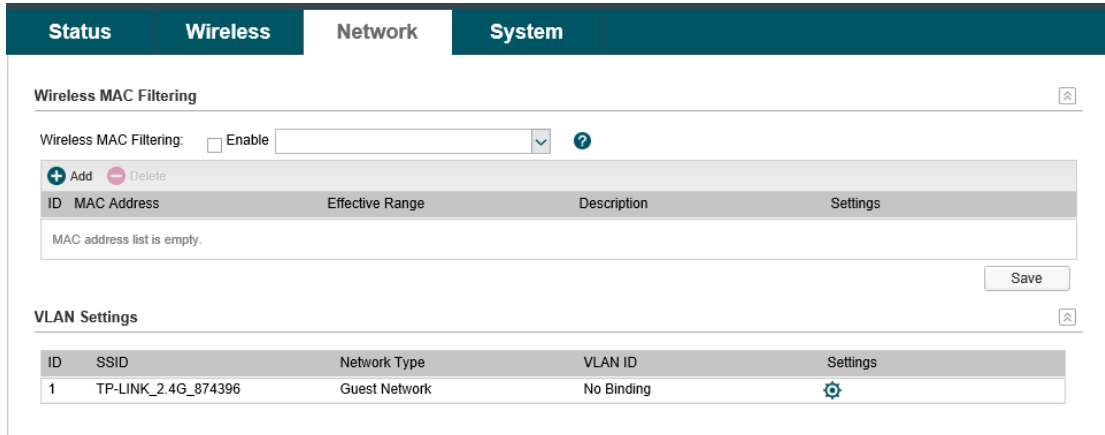 Status Wireless Network System
Wireless MAC Filtering
Wireless MAC Filtering: Enable
Add Delete
ID MAC Address Effective Range Description Settings
MAC address list is empty.
Save
VLAN Settings
ID SSID Network Type VLAN ID Settings
1 TP-LINK_2.4G_874396 Guest Network No Binding